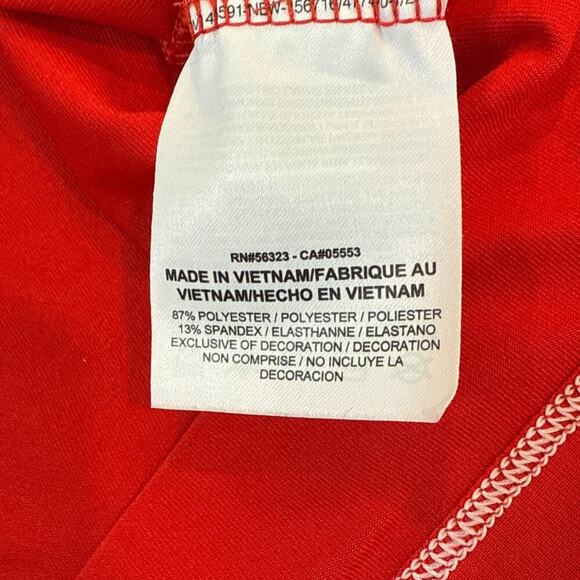 RN#56323 - CA#05553
MADE IN VIETNAM/FABRIQUE AU
VIETNAM/HECHO EN VIETNAM
87% POLYESTER / POLYESTER / POLIESTER
13% SPANDEX / ELASTHANNE / ELASTANO
EXCLUSIVE OF DECORATION / DECORATION
NON COMPRISE / NO INCLUYE LA
DECORACION